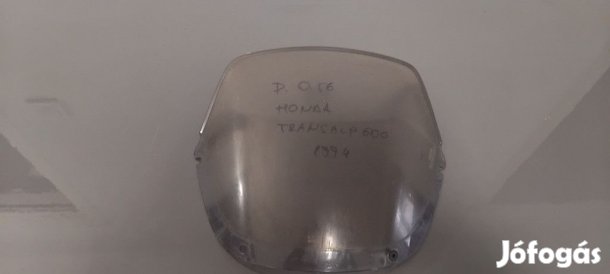 P. 056
HONDA
TRANSALP 600
1994
Jófogás